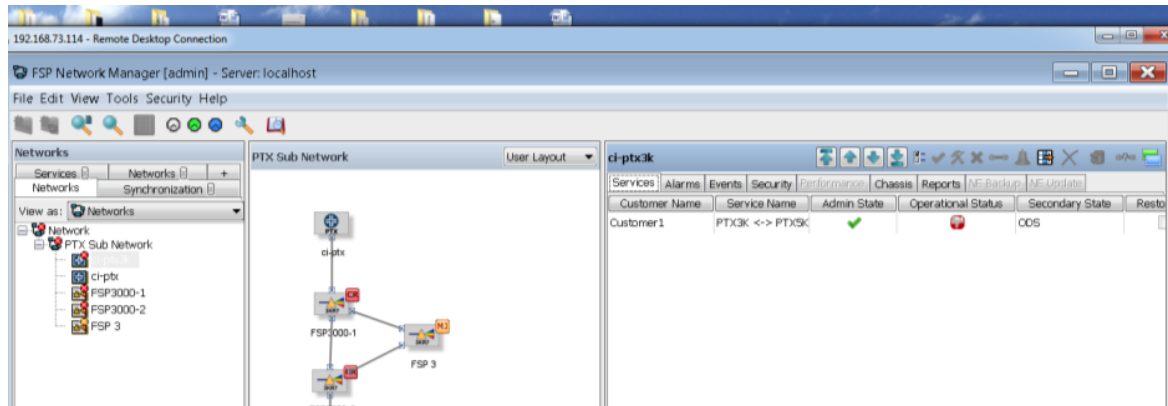 192.168.73.114 - Remote Desktop Connection
FSP Network Manager [admin] - Server: localhost
File Edit View Tools Security Help
Networks
Services Networks +
Networks Synchronization
View as: Networks
Network
PTX Sub Network
ci-ptx3k
ci-ptx
FSP3000-1
FSP3000-2
FSP 3
PTX Sub Network User Layout
PTX
ci-ptx
FSP3000-1
FSP 3
MJ
ci-ptx3k
Services Alarms Events Security Performance Chassis Reports NE Backup NE Update
Customer Name Service Name Admin State Operational Status Secondary State Resto
Customer1 PTX3K <-> PTX5K OOS